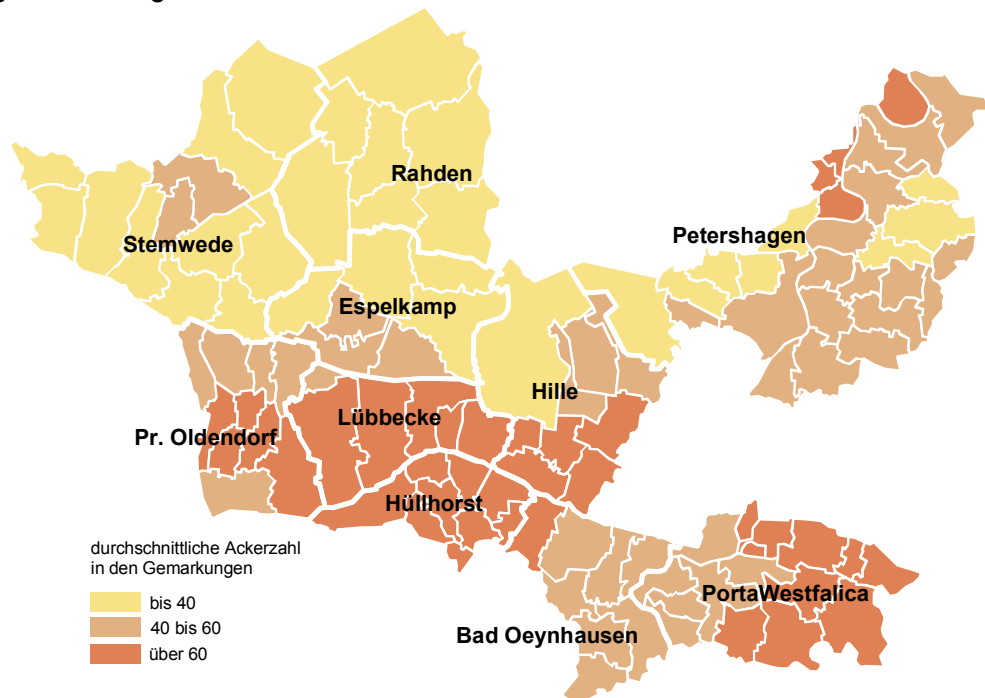 Rahden
Stemwede
Petershagen
Espelkamp
Hille
Lübbecke
Pr. Oldendorf
Hüllhorst
durchschnittliche Ackerzahl
in den Gemarkungen
bis 40
40 bis 60
über 60
PortaWestfalica
Bad Oeynhausen